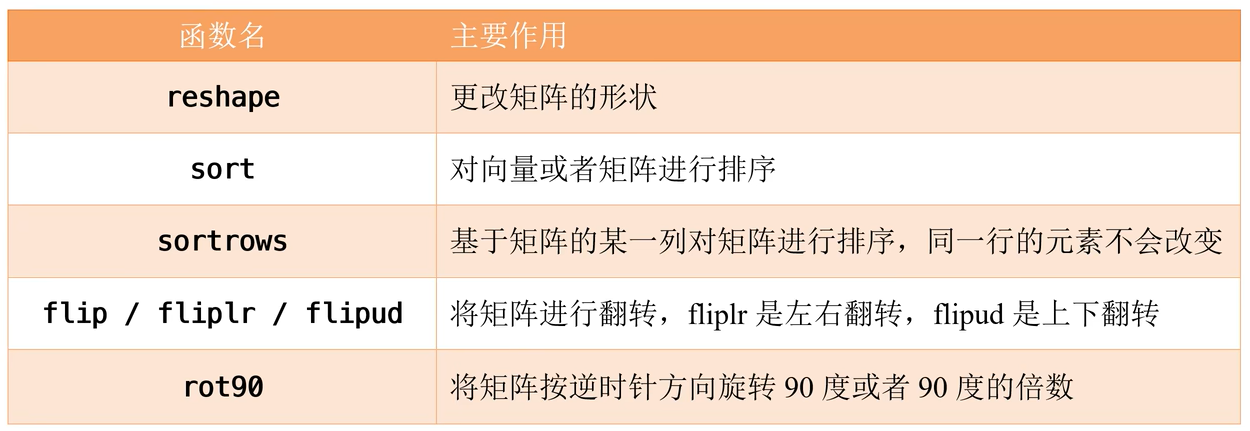 函数名 主要作用
reshape 更改矩阵的形状
sort 对向量或者矩阵进行排序
sortrows 基于矩阵的某一列对矩阵进行排序，同一行的元素不会改变
flip / fliplr / flipud 将矩阵进行翻转，fliplr 是左右翻转，flipud 是上下翻转
rot90 将矩阵按逆时针方向旋转 90 度或者 90 度的倍数